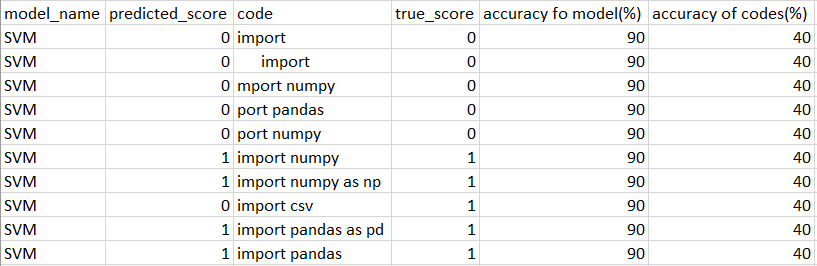 model_name predicted_score code true_score accuracy fo model(%) accuracy of codes(%)
SVM 0 import 0 90 40
SVM 0 import 0 90 40
SVM 0 mport numpy 0 90 40
SVM 0 port pandas 0 90 40
SVM 0 port numpy 0 90 40
SVM 1 import numpy 1 90 40
SVM 1 import numpy as np 1 90 40
SVM 0 import csv 1 90 40
SVM 1 import pandas as pd 1 90 40
SVM 1 import pandas 1 90 40